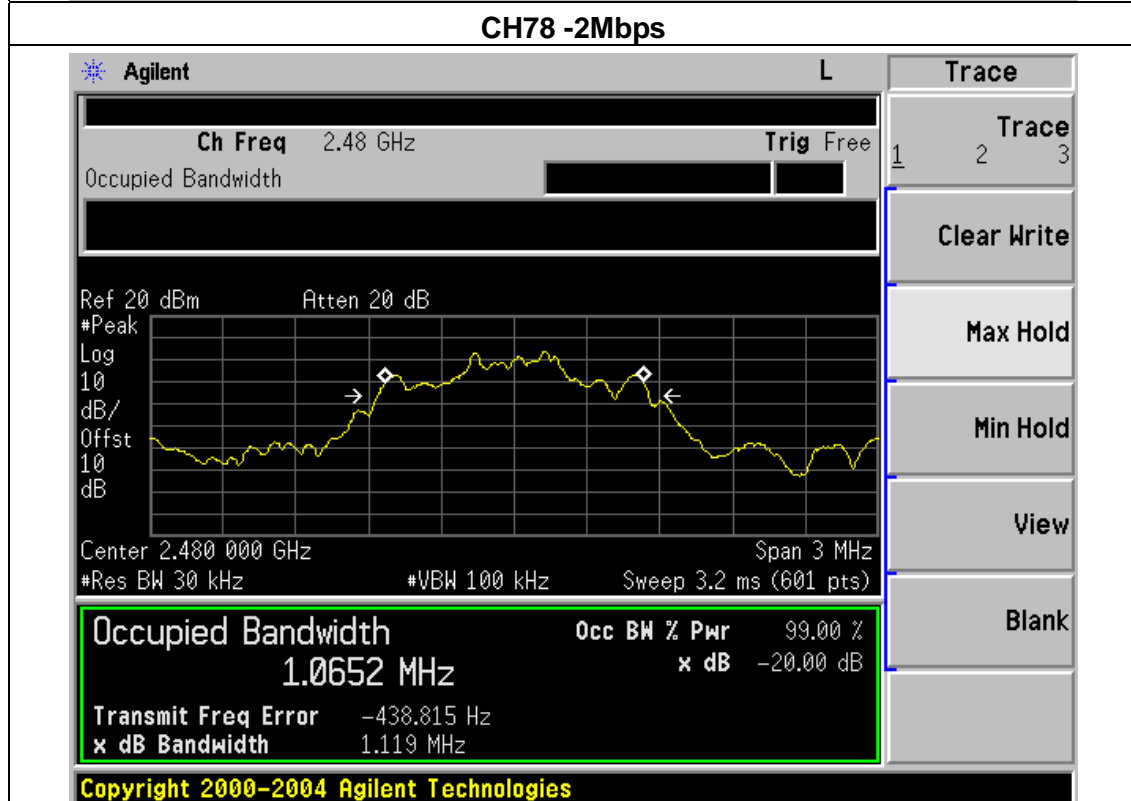 CH78 -2Mbps
Agilent L Trace
Ch Freq 2.48 GHz Trig Free
Occupied Bandwidth
Trace
1 2 3
Clear Write
Max Hold
Min Hold
View
Blank
Ref 20 dBm Atten 20 dB
#Peak
Log
10
dB/
Offst
10
dB
Center 2.480 000 GHz Span 3 MHz
#Res BW 30 kHz #VBW 100 kHz Sweep 3.2 ms (601 pts)
Occupied Bandwidth Occ BW % Pwr 99.00 %
1.0652 MHz x dB -20.00 dB
Transmit Freq Error -438.815 Hz
x dB Bandwidth 1.119 MHz
Copyright 2000-2004 Agilent Technologies